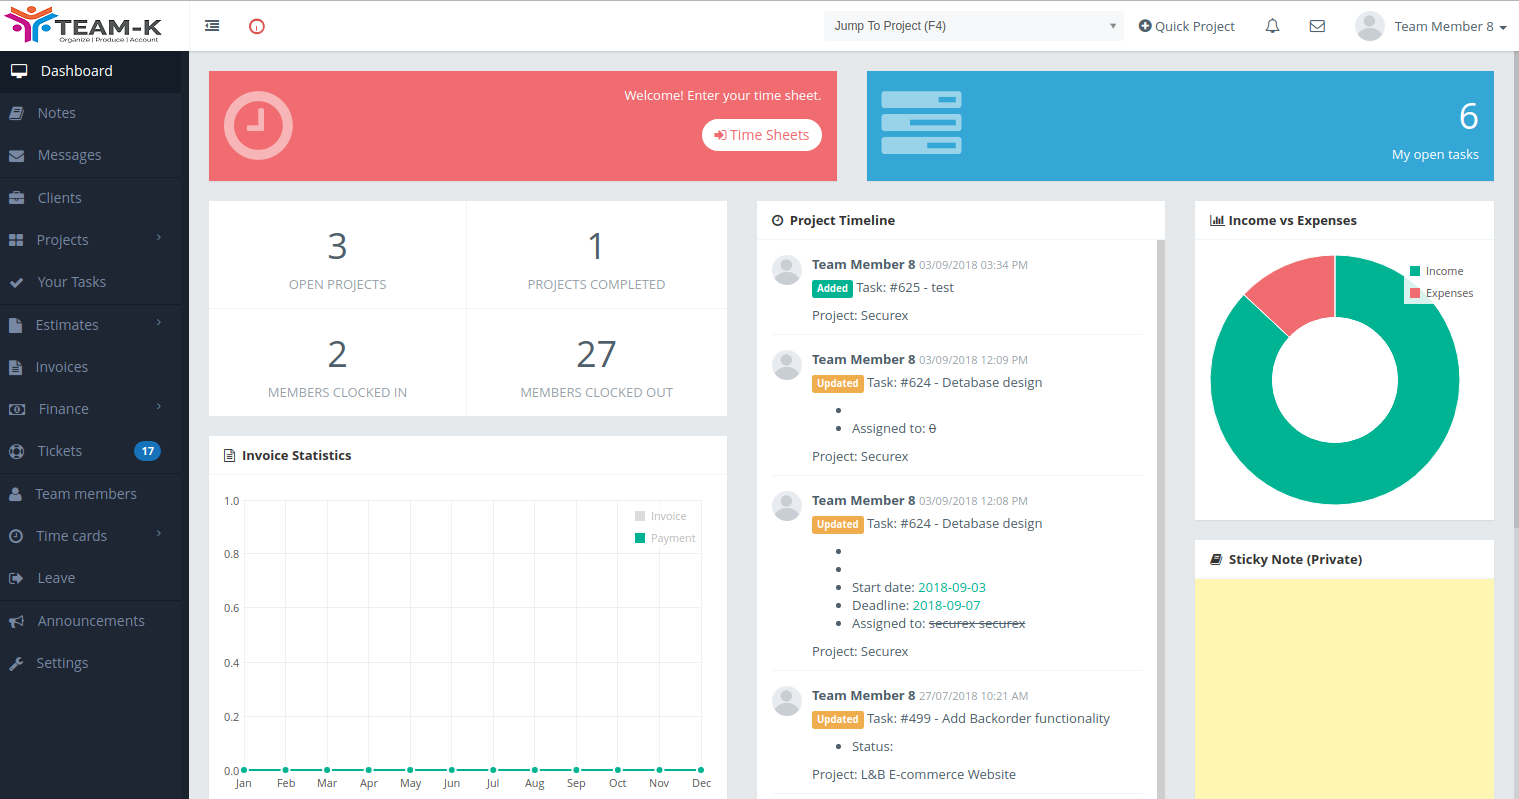 TEAM-K
Organize | Produce | Account
Jump To Project (F4)
Quick Project
Team Member 8
Dashboard
Notes
Messages
Clients
Projects
Your Tasks
Estimates
Invoices
Finance
Tickets 17
Team members
Time cards
Leave
Announcements
Settings
Welcome! Enter your time sheet.
Time Sheets
6
My open tasks
3
OPEN PROJECTS
1
PROJECTS COMPLETED
2
MEMBERS CLOCKED IN
27
MEMBERS CLOCKED OUT
Invoice Statistics
Invoice
Payment
1.0
0.8
0.6
0.4
0.2
0.0
Jan Feb Mar Apr May Jun Jul Aug Sep Oct Nov Dec
Project Timeline
Team Member 8 03/09/2018 03:34 PM
Added Task: #625 - test
Project: Securex
Team Member 8 03/09/2018 12:09 PM
Updated Task: #624 - Detabase design
Assigned to: 0
Project: Securex
Team Member 8 03/09/2018 12:08 PM
Updated Task: #624 - Detabase design
Start date: 2018-09-03
Deadline: 2018-09-07
Assigned to: securex securex
Project: Securex
Team Member 8 27/07/2018 10:21 AM
Updated Task: #499 - Add Backorder functionality
Status:
Project: L&B E-commerce Website
Income vs Expenses
Income
Expenses
Sticky Note (Private)